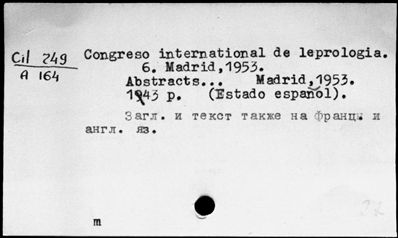 Cil 249
A 164
Congreso international de leprologia.
6. Madrid,1953.
Abstracts... Madrid,1953.
1943 p. (Estado español).
Загл. и текст также на франц. и
англ. яз.
m